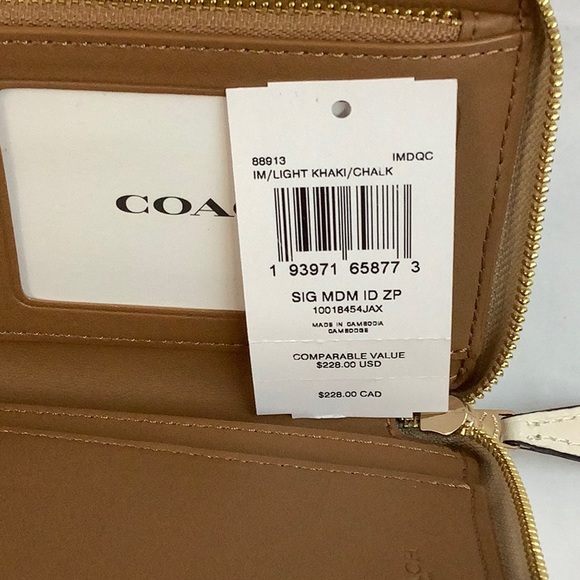 88913 IMDQC
IM/LIGHT KHAKI/CHALK
COAC
1 93971 65877 3
SIG MDM ID ZP
10018454JAX
MADE IN CAMBODIA
CAMBODGE
COMPARABLE VALUE
$228.00 USD
$228.00 CAD